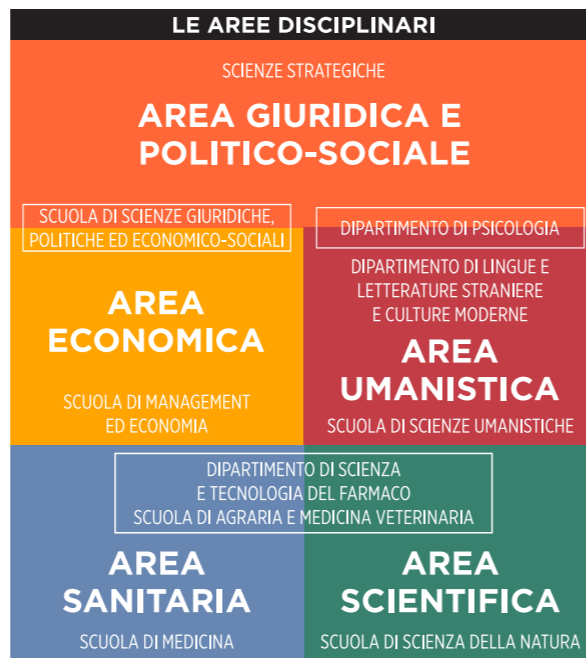 LE AREE DISCIPLINARI
SCIENZE STRATEGICHE
AREA GIURIDICA E
POLITICO-SOCIALE
SCUOLA DI SCIENZE GIURIDICHE,
POLITICHE ED ECONOMICO-SOCIALI
DIPARTIMENTO DI PSICOLOGIA
AREA
ECONOMICA
SCUOLA DI MANAGEMENT
ED ECONOMIA
DIPARTIMENTO DI LINGUE E
LETTERATURE STRANIERE
E CULTURE MODERNE
AREA
UMANISTICA
SCUOLA DI SCIENZE UMANISTICHE
DIPARTIMENTO DI SCIENZA
E TECNOLOGIA DEL FARMACO
SCUOLA DI AGRARIA E MEDICINA VETERINARIA
AREA
SANITARIA
SCUOLA DI MEDICINA
AREA
SCIENTIFICA
SCUOLA DI SCIENZA DELLA NATURA